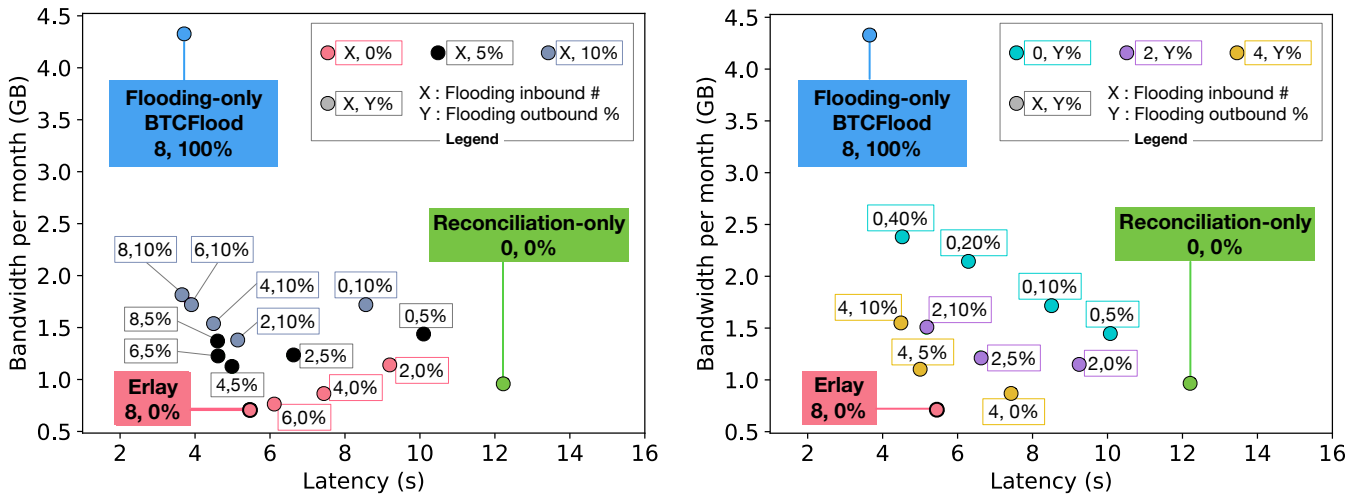 4.5
4.0
3.5
3.0
2.5
2.0
1.5
1.0
0.5
Bandwidth per month (GB)
2
4
6
8
10
12
14
16
Latency (s)
X, 0%
X, 5%
X, 10%
X, Y%
X : Flooding inbound #
Y : Flooding outbound %
Legend
Flooding-only
BTCFlood
8, 100%
Reconciliation-only
0, 0%
8,10%
6,10%
4,10%
0,10%
8,5%
2,10%
0,5%
6,5%
2,5%
4,5%
4,0%
2,0%
6,0%
Erlay
8, 0%
4.5
4.0
3.5
3.0
2.5
2.0
1.5
1.0
0.5
Bandwidth per month (GB)
2
4
6
8
10
12
14
16
Latency (s)
0, Y%
2, Y%
4, Y%
X, Y%
X : Flooding inbound #
Y : Flooding outbound %
Legend
Flooding-only
BTCFlood
8, 100%
Reconciliation-only
0, 0%
0,40%
0,20%
0,10%
4, 10%
2,10%
0,5%
4, 5%
2,5%
2,0%
4, 0%
Erlay
8, 0%